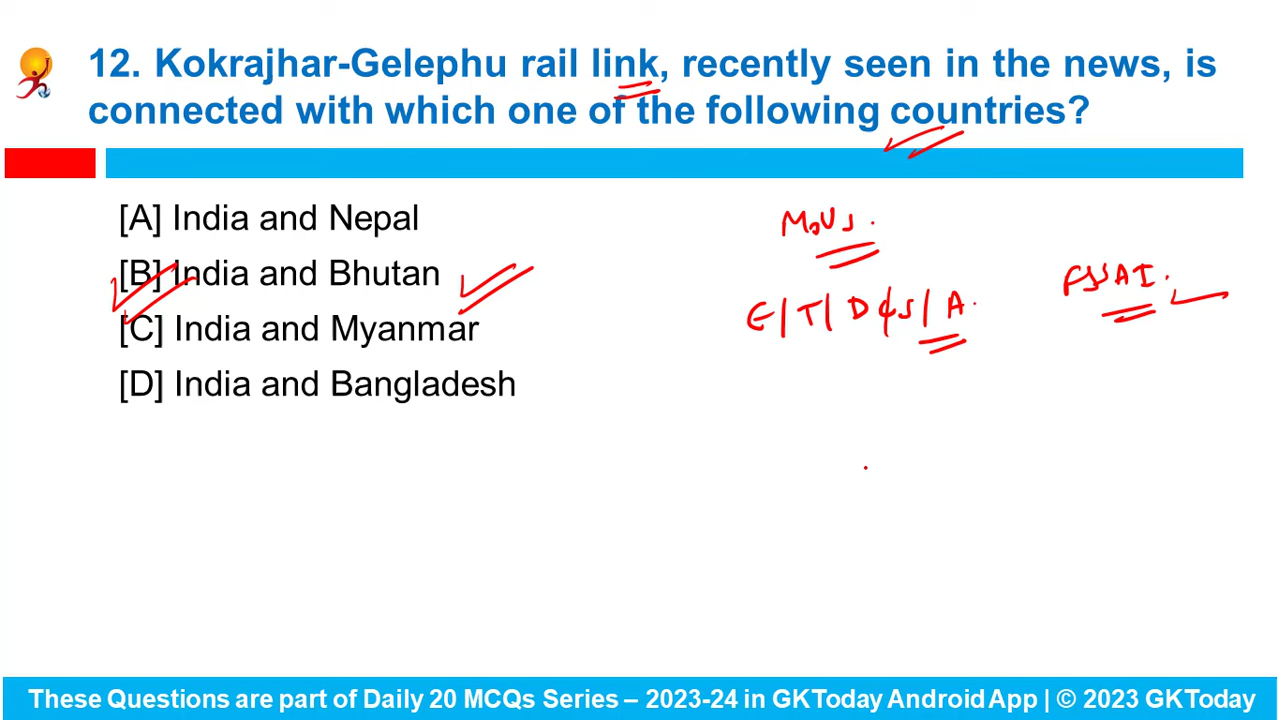 12. Kokrajhar-Gelephu rail link, recently seen in the news, is
connected with which one of the following countries?
[A] India and Nepal
[B] India and Bhutan
[C] India and Myanmar
[D] India and Bangladesh
MoUs.
E/T/D&S/A.
FSSAI.
These Questions are part of Daily 20 MCQs Series – 2023-24 in GKToday Android App | © 2023 GKToday